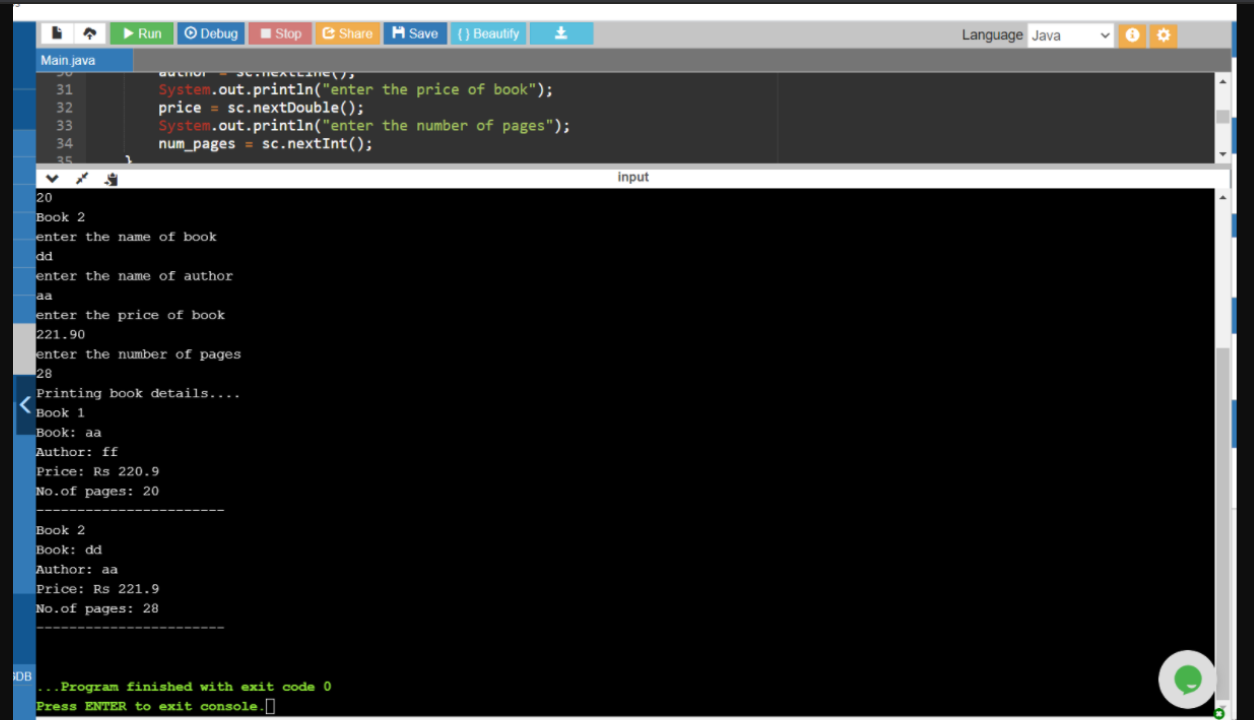 Run Debug Stop Share Save { } Beautify Language Java
Main.java
30 author = sc.nextLine();
31 System.out.println("enter the price of book");
32 price = sc.nextDouble();
33 System.out.println("enter the number of pages");
34 num_pages = sc.nextInt();
35 }
input
20
Book 2
enter the name of book
dd
enter the name of author
aa
enter the price of book
221.90
enter the number of pages
28
Printing book details....
Book 1
Book: aa
Author: ff
Price: Rs 220.9
No.of pages: 20
-----------------------
Book 2
Book: dd
Author: aa
Price: Rs 221.9
No.of pages: 28
-----------------------
...Program finished with exit code 0
Press ENTER to exit console.